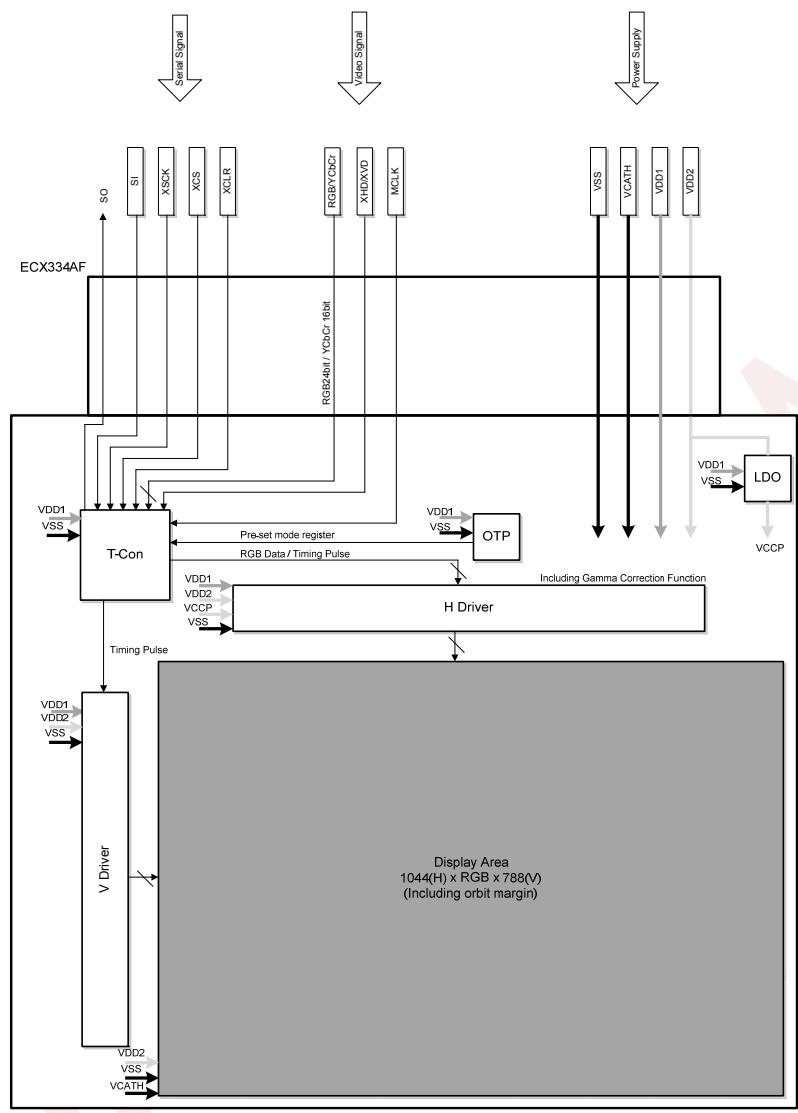 Serial Signal
Video Signal
Power Supply
SO
SI
XSCK
XCS
XCLR
RGB/YCbCr
XHD/XVD
MCLK
VSS
VCATH
VDD1
VDD2
ECX334AF
RGB24bit / YCbCr 16bit
VDD1
VSS
LDO
VCCP
VDD1
VSS
T-Con
VDD1
VSS
OTP
Pre-set mode register
RGB Data / Timing Pulse
Including Gamma Correction Function
VDD1
VDD2
VCCP
VSS
H Driver
Timing Pulse
VDD1
VDD2
VSS
V Driver
Display Area
1044(H) x RGB x 788(V)
(Including orbit margin)
VDD2
VSS
VCATH